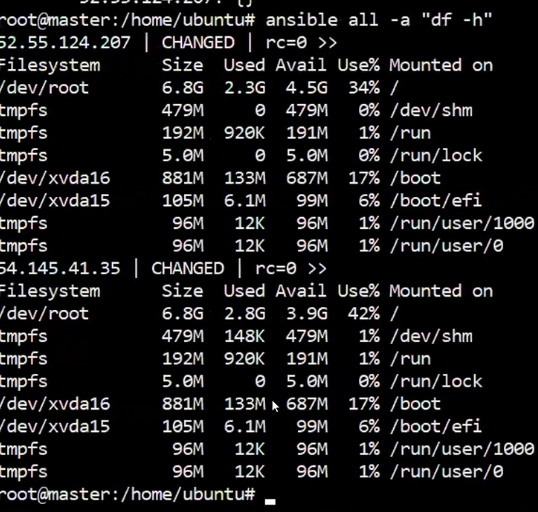 52.55.124.207: {}
root@master:/home/ubuntu# ansible all -a "df -h"
52.55.124.207 | CHANGED | rc=0 >>
Filesystem      Size  Used Avail Use% Mounted on
/dev/root       6.8G  2.3G  4.5G  34% /
tmpfs           479M     0  479M   0% /dev/shm
tmpfs           192M  920K  191M   1% /run
tmpfs           5.0M     0  5.0M   0% /run/lock
/dev/xvda16     881M  133M  687M  17% /boot
/dev/xvda15     105M  6.1M   99M   6% /boot/efi
tmpfs            96M   12K   96M   1% /run/user/1000
tmpfs            96M   12K   96M   1% /run/user/0
54.145.41.35 | CHANGED | rc=0 >>
Filesystem      Size  Used Avail Use% Mounted on
/dev/root       6.8G  2.8G  3.9G  42% /
tmpfs           479M  148K  479M   1% /dev/shm
tmpfs           192M  920K  191M   1% /run
tmpfs           5.0M     0  5.0M   0% /run/lock
/dev/xvda16     881M  133M  687M  17% /boot
/dev/xvda15     105M  6.1M   99M   6% /boot/efi
tmpfs            96M   12K   96M   1% /run/user/1000
tmpfs            96M   12K   96M   1% /run/user/0
root@master:/home/ubuntu#